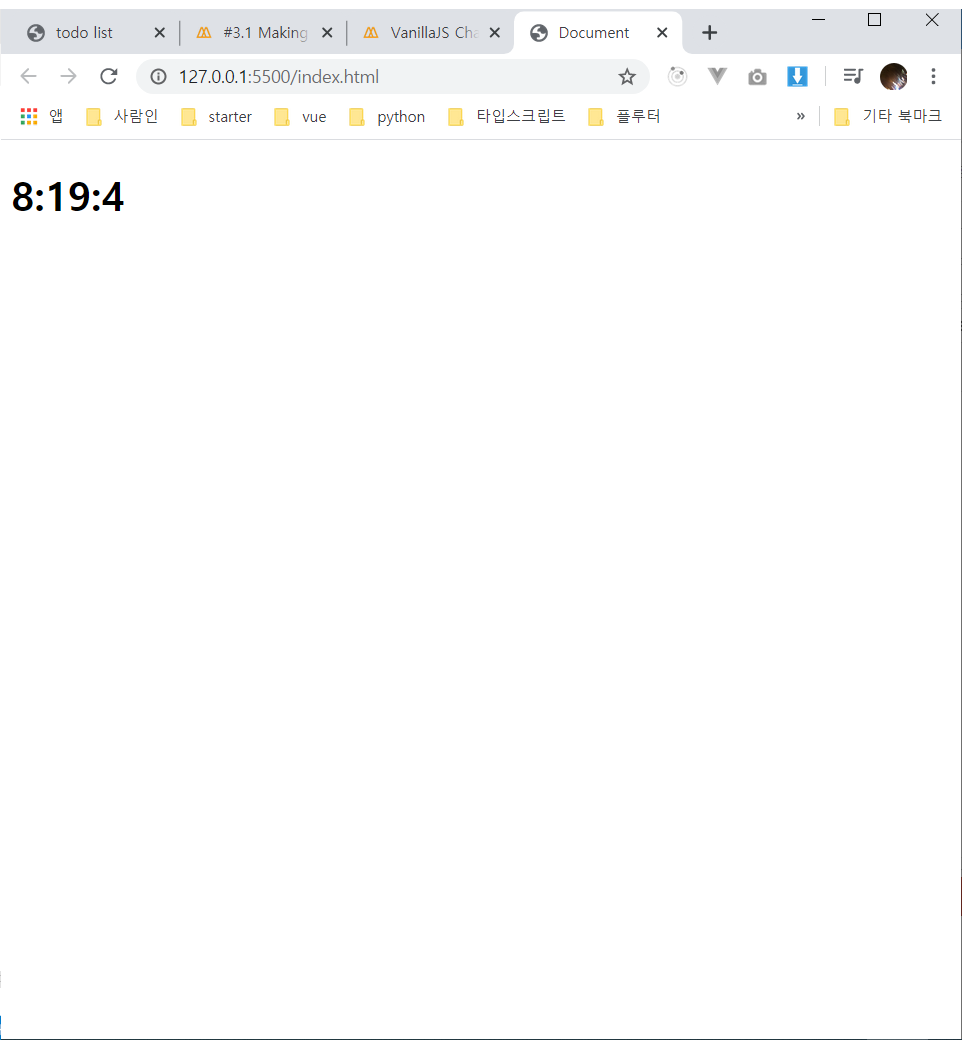 todo list #3.1 Making VanillaJS Cha Document
127.0.0.1:5500/index.html
앱 사람인 starter vue python 타입스크립트 플루터 » 기타 북마크
8:19:4